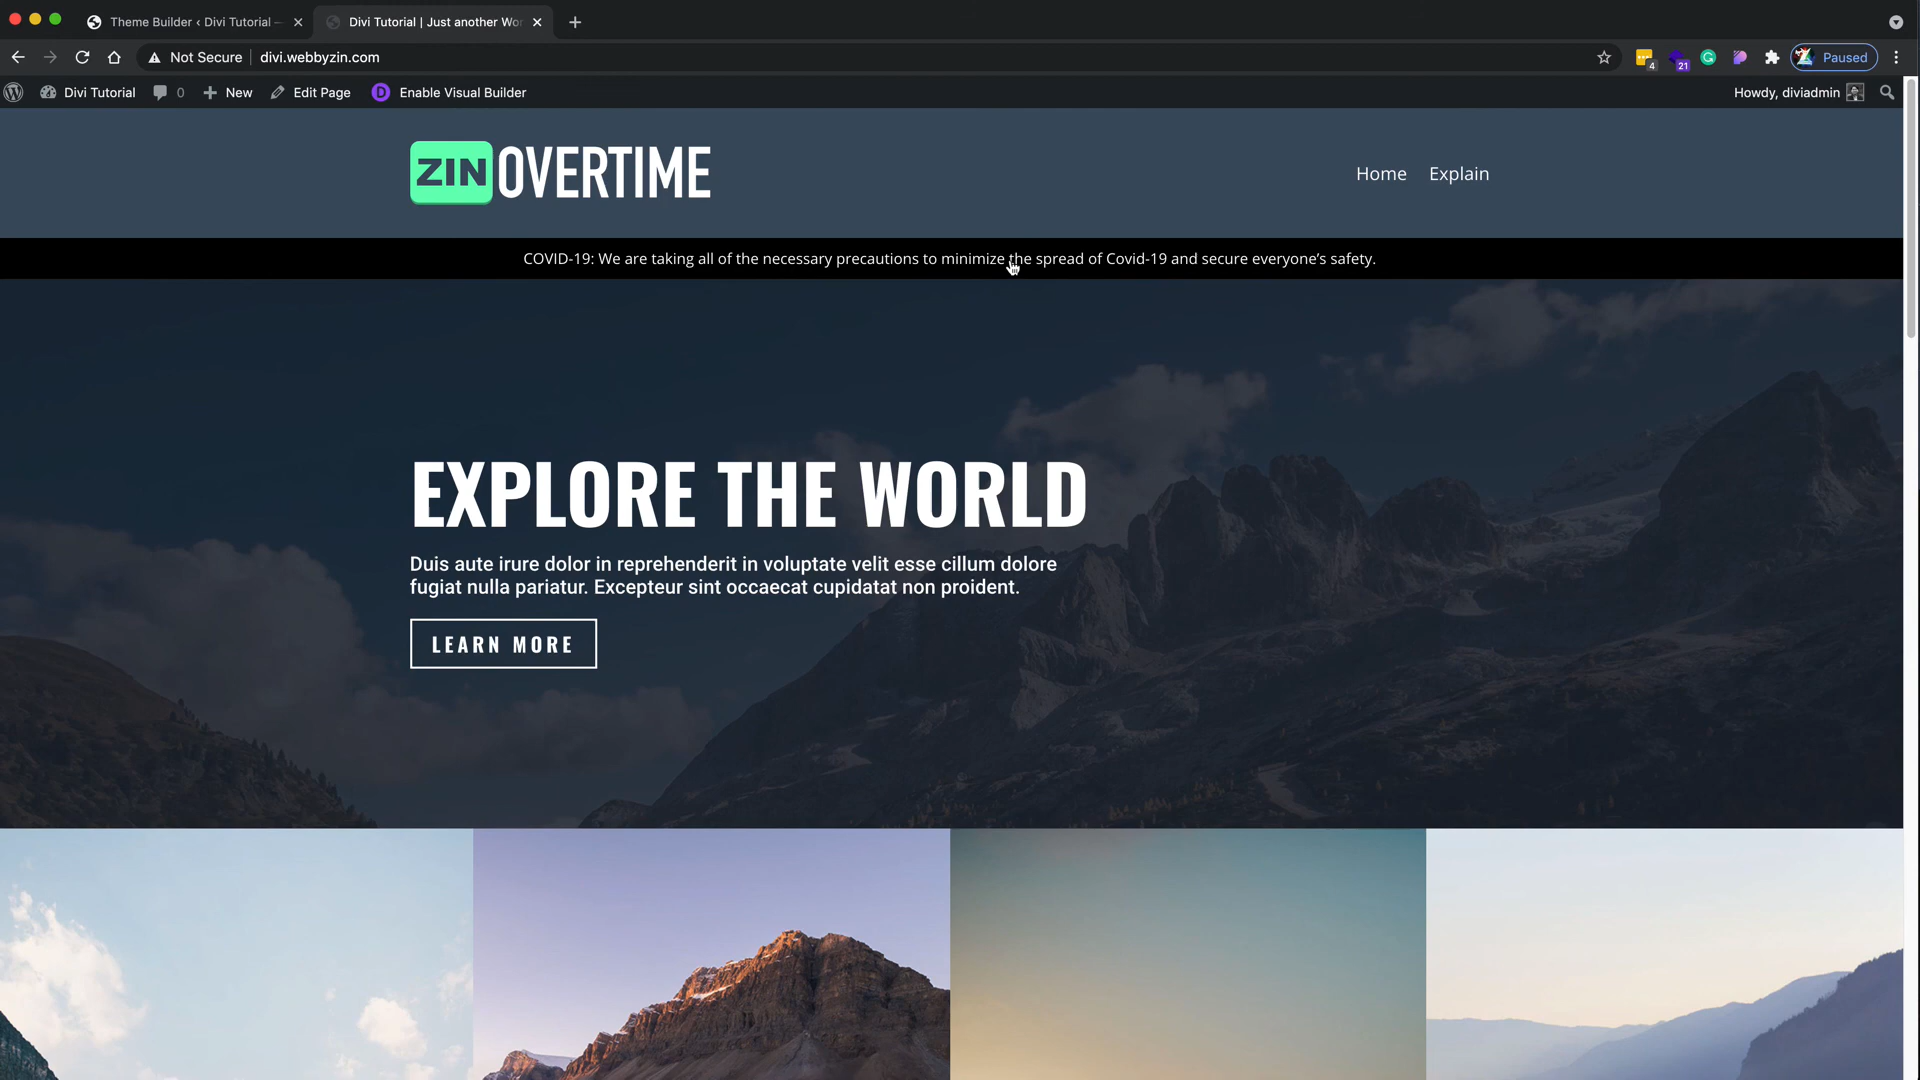 Theme Builder ‹ Divi Tutorial —
Divi Tutorial | Just another Wor
Not Secure
divi.webbyzin.com
4
21
Paused
Divi Tutorial
0
New
Edit Page
D
Enable Visual Builder
Howdy, diviadmin
ZIN OVERTIME
Home
Explain
COVID-19: We are taking all of the necessary precautions to minimize the spread of Covid-19 and secure everyone’s safety.
EXPLORE THE WORLD
Duis aute irure dolor in reprehenderit in voluptate velit esse cillum dolore
fugiat nulla pariatur. Excepteur sint occaecat cupidatat non proident.
LEARN MORE